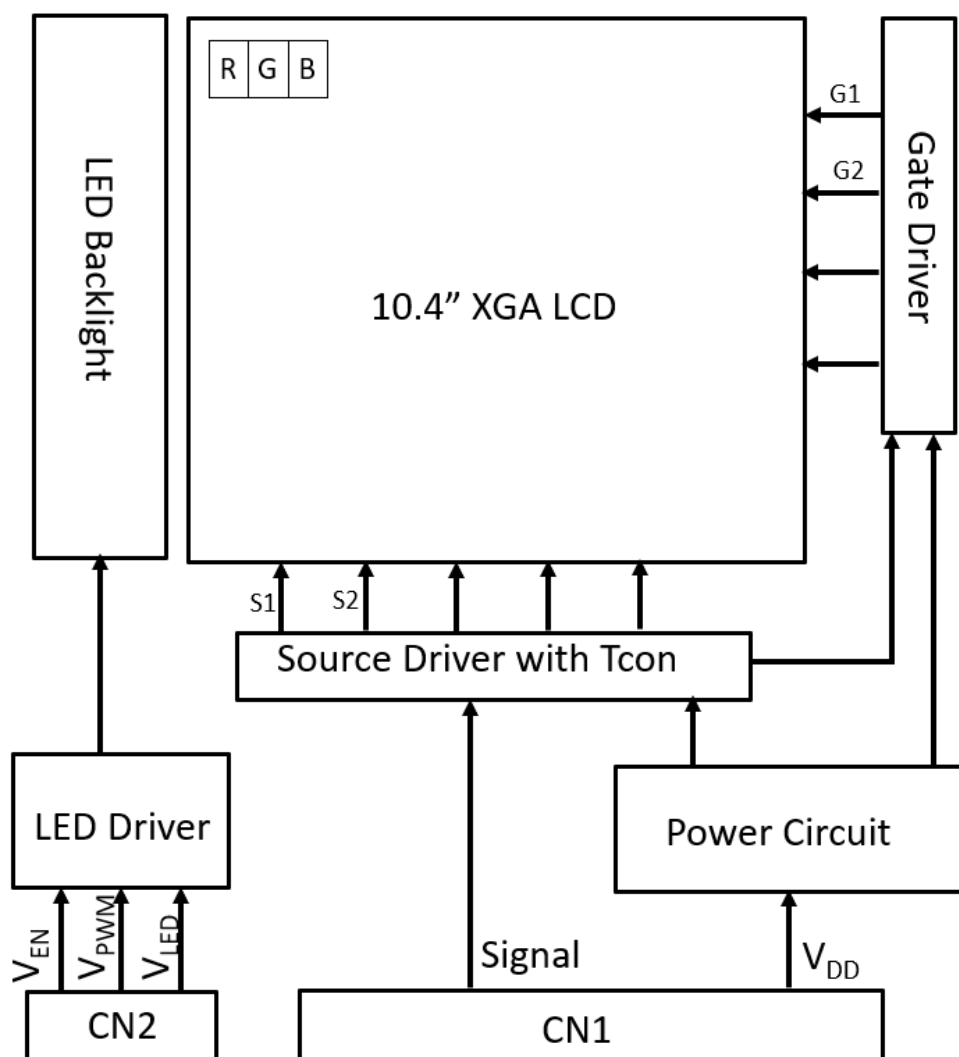 R G B
G1
G2
LED Backlight
Gate Driver
10.4” XGA LCD
S1
S2
Source Driver with Tcon
LED Driver
Power Circuit
VEN
VPWM
VLED
Signal
VDD
CN2
CN1